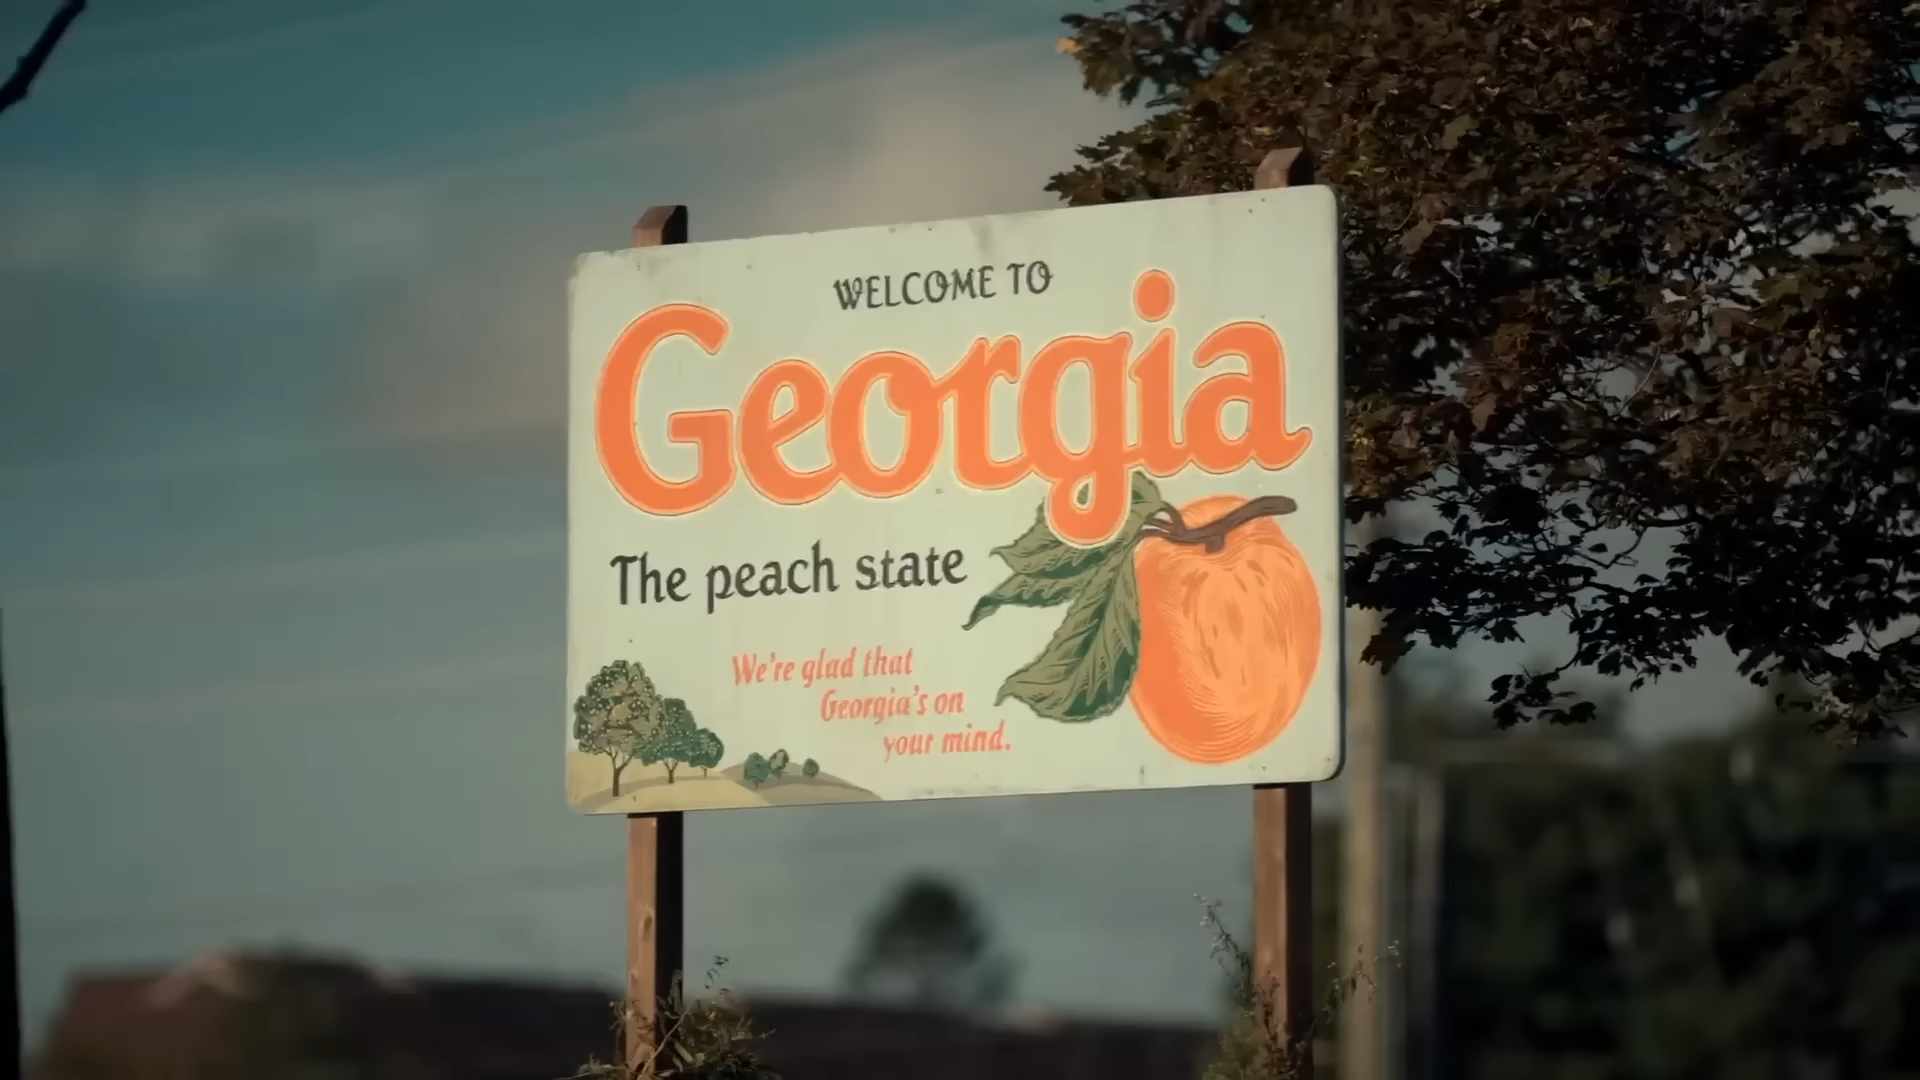 WELCOME TO
Georgia
The peach state
We're glad that
Georgia's on
your mind.